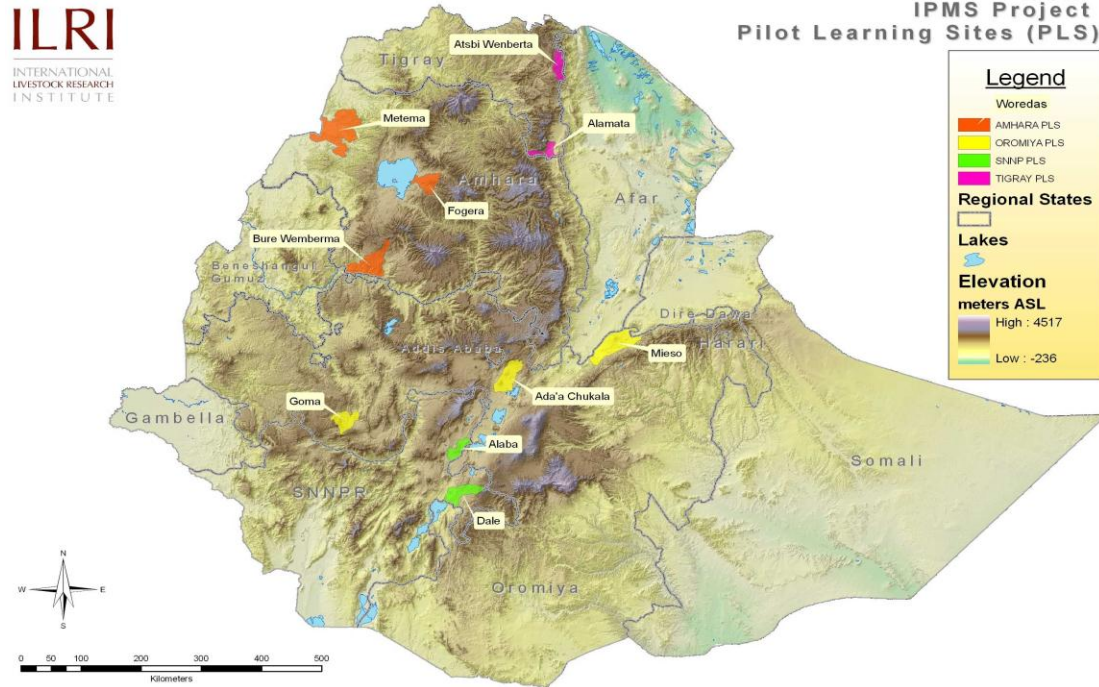 ILRI
INTERNATIONAL
LIVESTOCK RESEARCH
INSTITUTE
IPMS Project
Pilot Learning Sites (PLS)
Legend
Woredas
AMHARA PLS
OROMIYA PLS
SNNP PLS
TIGRAY PLS
Regional States
Lakes
Elevation
meters ASL
High : 4517
Low : -236
Atsbi Wenberta
Tigray
Metema
Alamata
Amhara
Afar
Fogera
Bure Wemberma
Beneshangul -
Gumuz
Dire Dawa
Harari
Mieso
Addis Ababa
Ada'a Chukala
Goma
Gambella
Alaba
Somali
SNNPR
Dale
Oromiya
N
W
E
S
0 50 100 200 300 400 500
Kilometers